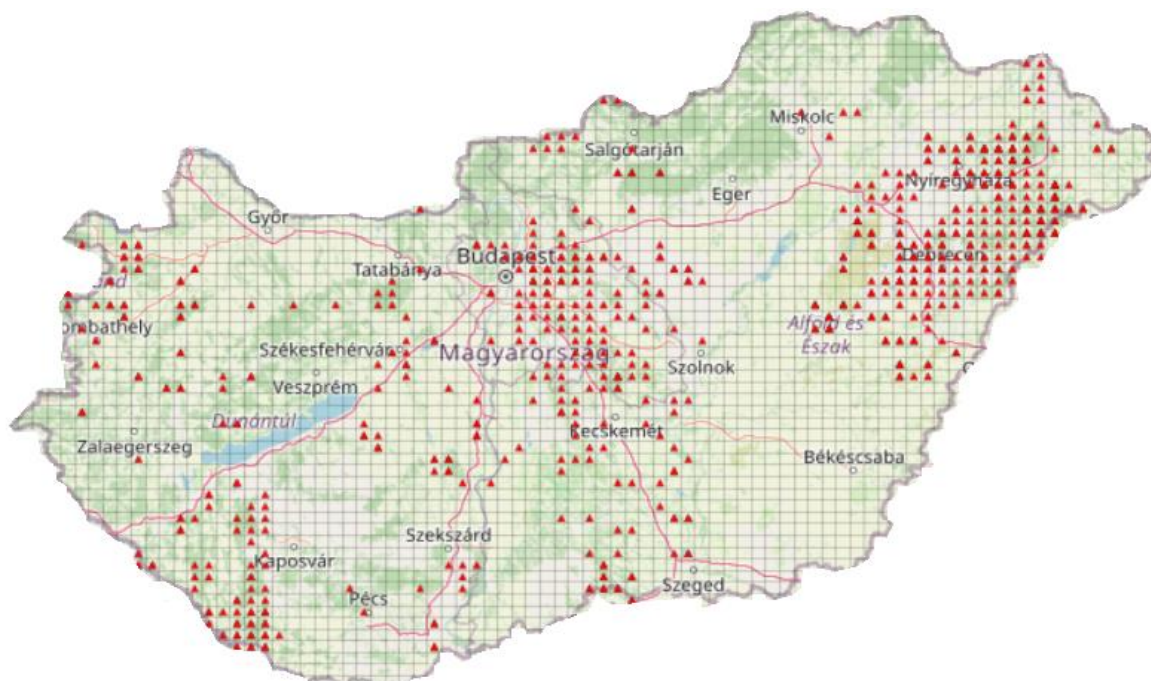 Miskolc
Salgótarján
Eger
Nyíregyháza
Győr
Budapest
Tatabánya
Debrecen
ombathely
Székesfehérvár
Magyarország
Alföld és
Észak
Szolnok
Veszprém
Dunántúl
Kecskemét
Zalaegerszeg
Békéscsaba
Szekszárd
Kaposvár
Szeged
Pécs